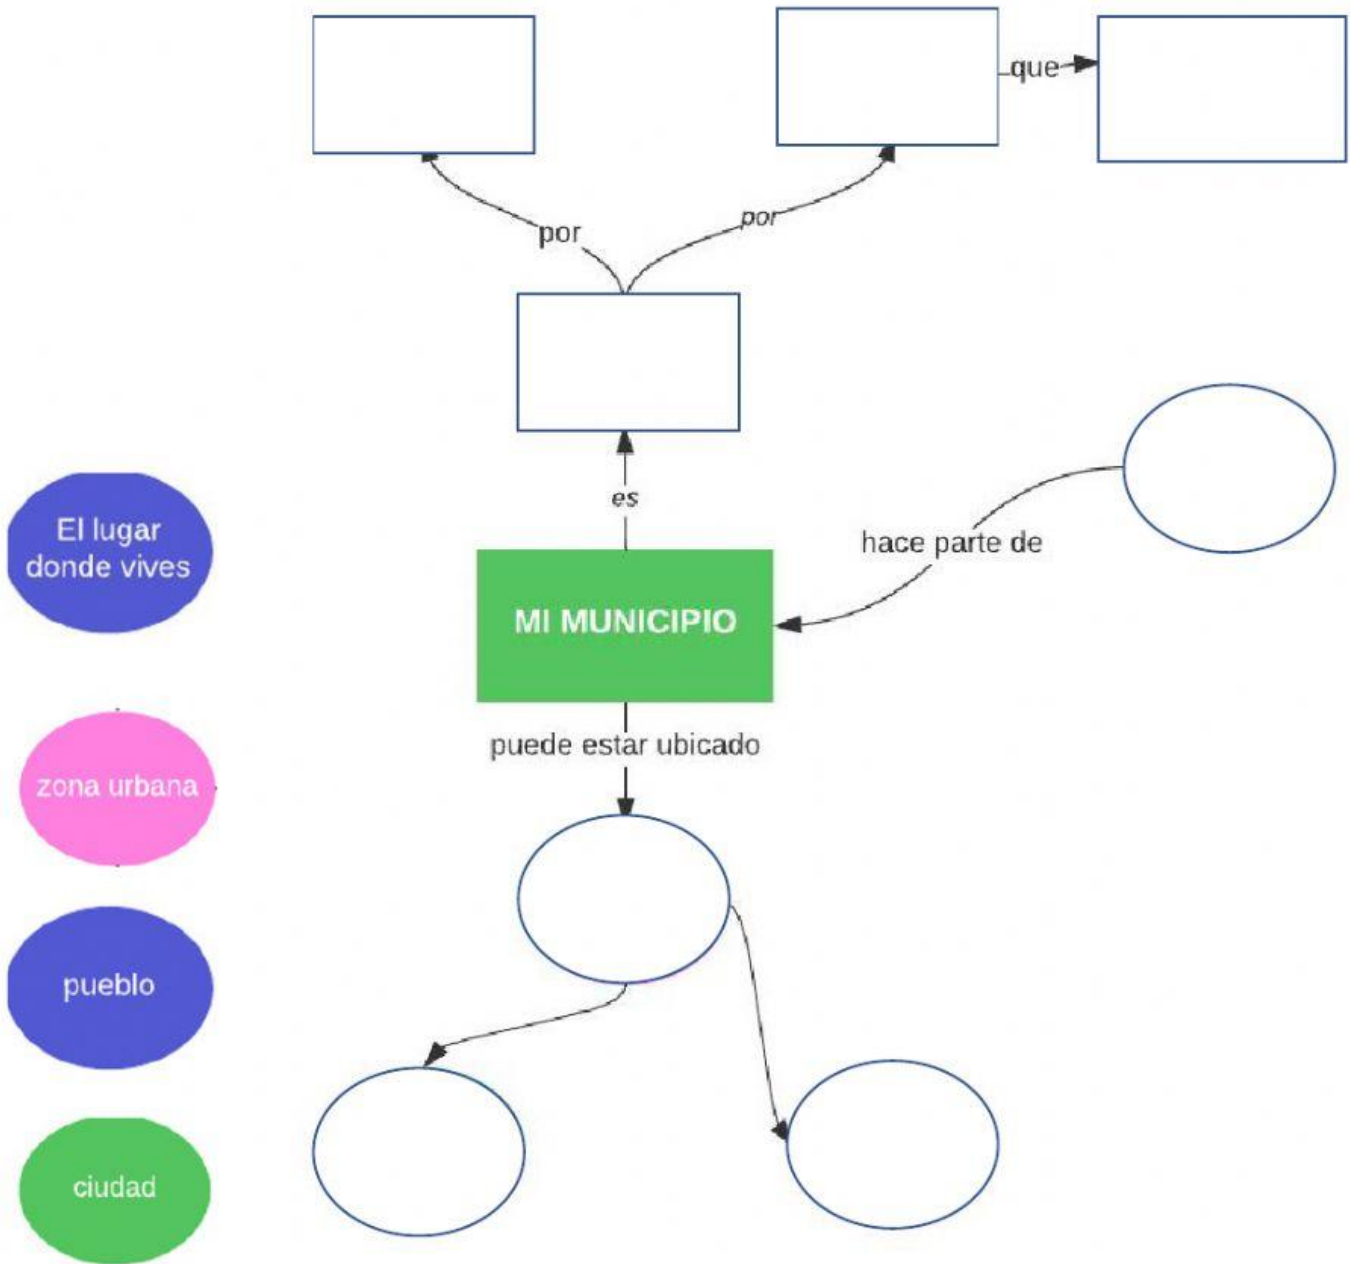 que
por
por
es
El lugar
donde vives
hace parte de
MI MUNICIPIO
puede estar ubicado
zona urbana
pueblo
ciudad